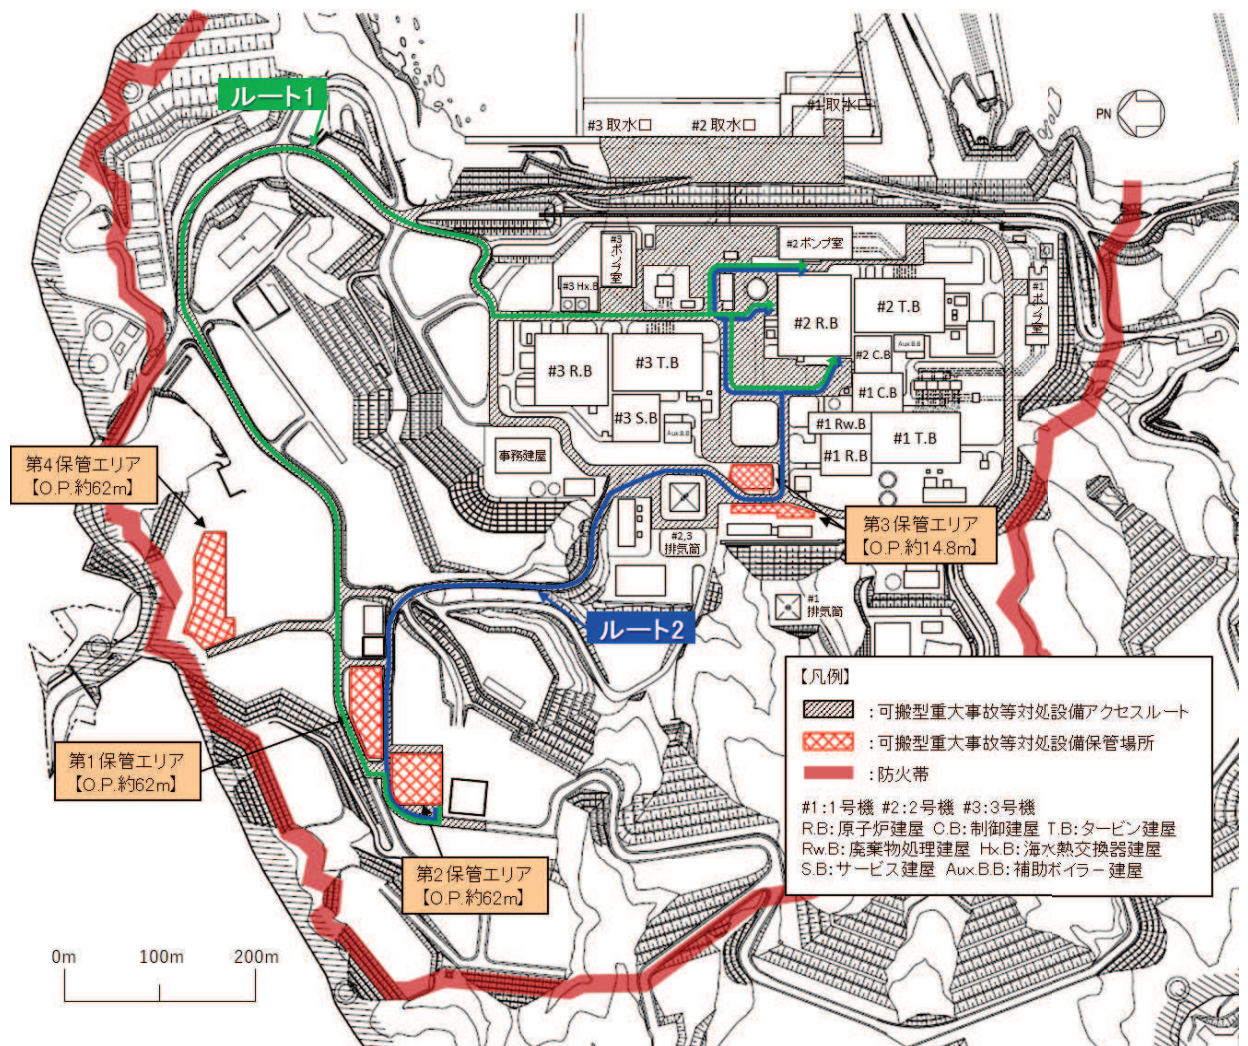 ルート1
#1 取水口
#3 取水口
#2 取水口
PN
#3 ポンプ室
#2 ポンプ室
#1 ポンプ室
#3 Hx.B
#2 R.B
#2 T.B
#3 R.B
#3 T.B
#2 C.B
Aux.B.B
#1 C.B
#3 S.B
Aux.B.B
#1 Rw.B
#1 T.B
#1 R.B
事務建屋
第4保管エリア
【O.P.約62m】
第3保管エリア
【O.P.約14.8m】
#2,3
排気筒
#1
排気筒
ルート2
第1保管エリア
【O.P.約62m】
第2保管エリア
【O.P.約62m】
【凡例】
:可搬型重大事故等対処設備アクセスルート
:可搬型重大事故等対処設備保管場所
:防火帯
#1:1号機 #2:2号機 #3:3号機
R.B:原子炉建屋 C.B:制御建屋 T.B:タービン建屋
Rw.B:廃棄物処理建屋 Hx.B:海水熱交換器建屋
S.B:サービス建屋 Aux.B.B:補助ボイラー建屋
0m 100m 200m